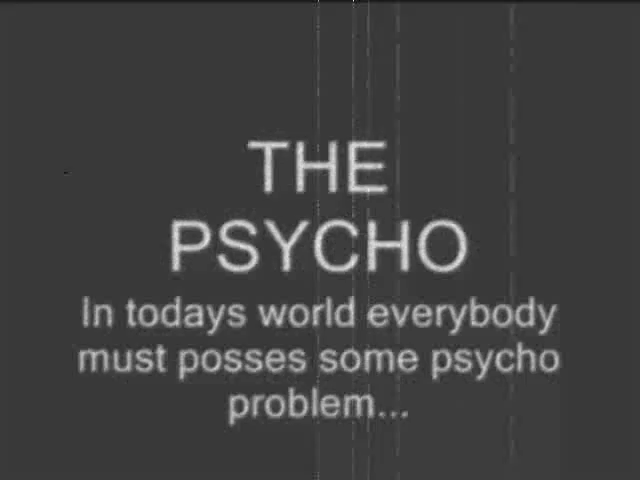 THE
PSYCHO
In todays world everybody
must posses some psycho
problem...